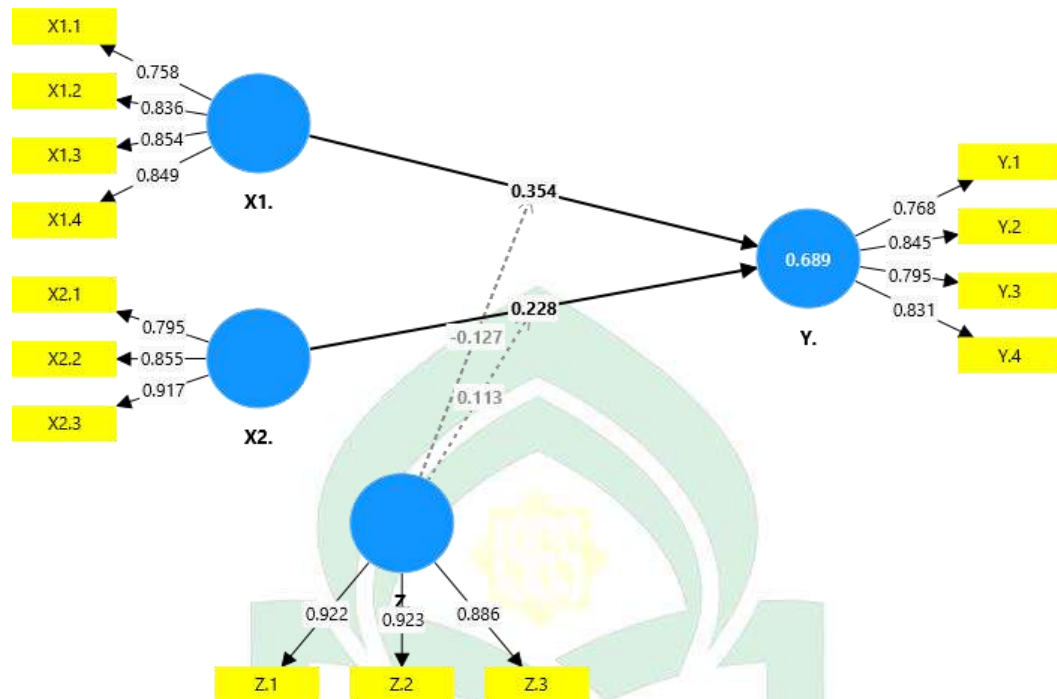 X1.1
X1.2
X1.3
X1.4
0.758
0.836
0.854
0.849
X1.
X2.1
X2.2
X2.3
0.795
0.855
0.917
X2.
0.354
0.228
-0.127
0.113
0.689
Y.
0.768
0.845
0.795
0.831
Y.1
Y.2
Y.3
Y.4
Z
0.922
0.923
0.886
Z.1
Z.2
Z.3